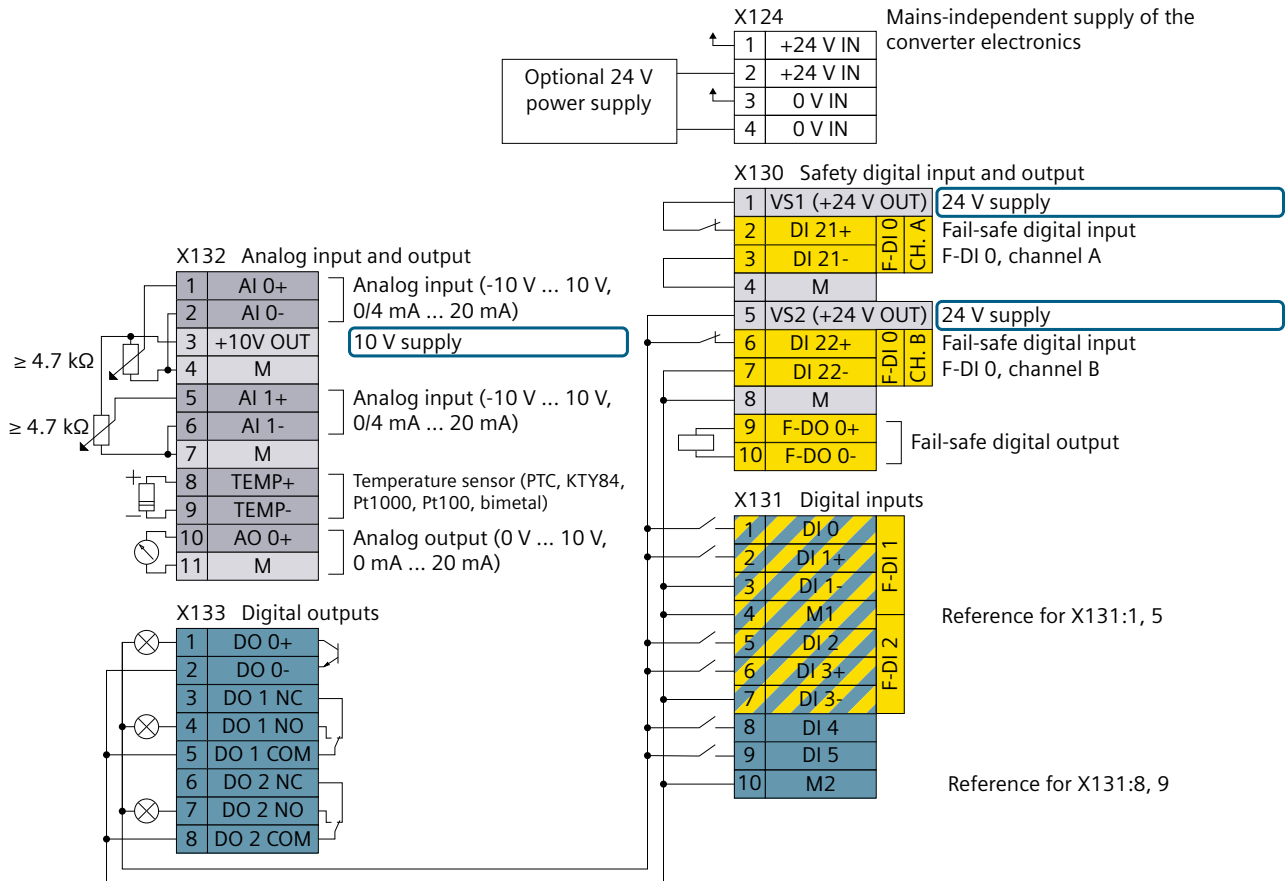 X124
Mains-independent supply of the
converter electronics
1 +24 V IN
2 +24 V IN
3 0 V IN
4 0 V IN
Optional 24 V
power supply
X130 Safety digital input and output
1 VS1 (+24 V OUT) 24 V supply
2 DI 21+ Fail-safe digital input
3 DI 21- F-DI 0, channel A
F-DI 0
CH. A
4 M
5 VS2 (+24 V OUT) 24 V supply
6 DI 22+ Fail-safe digital input
7 DI 22- F-DI 0, channel B
F-DI 0
CH. B
8 M
9 F-DO 0+
10 F-DO 0-
Fail-safe digital output
X132 Analog input and output
1 AI 0+ Analog input (-10 V ... 10 V,
2 AI 0- 0/4 mA ... 20 mA)
3 +10V OUT 10 V supply
4 M
≥ 4.7 kΩ
5 AI 1+ Analog input (-10 V ... 10 V,
6 AI 1- 0/4 mA ... 20 mA)
≥ 4.7 kΩ
7 M
8 TEMP+ Temperature sensor (PTC, KTY84,
9 TEMP- Pt1000, Pt100, bimetal)
+
−
10 AO 0+ Analog output (0 V ... 10 V,
11 M 0 mA ... 20 mA)
X131 Digital inputs
1 DI 0
2 DI 1+
3 DI 1-
4 M1 Reference for X131:1, 5
F-DI 1
5 DI 2
6 DI 3+
7 DI 3-
F-DI 2
8 DI 4
9 DI 5
10 M2 Reference for X131:8, 9
X133 Digital outputs
1 DO 0+
2 DO 0-
3 DO 1 NC
4 DO 1 NO
5 DO 1 COM
6 DO 2 NC
7 DO 2 NO
8 DO 2 COM